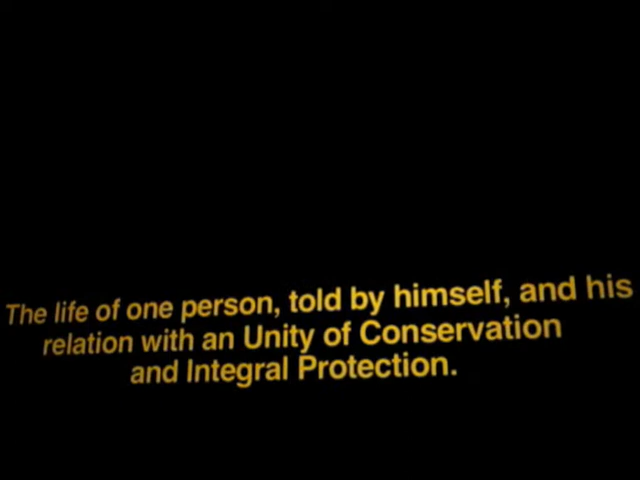 The life of one person, told by himself, and his
relation with an Unity of Conservation
and Integral Protection.